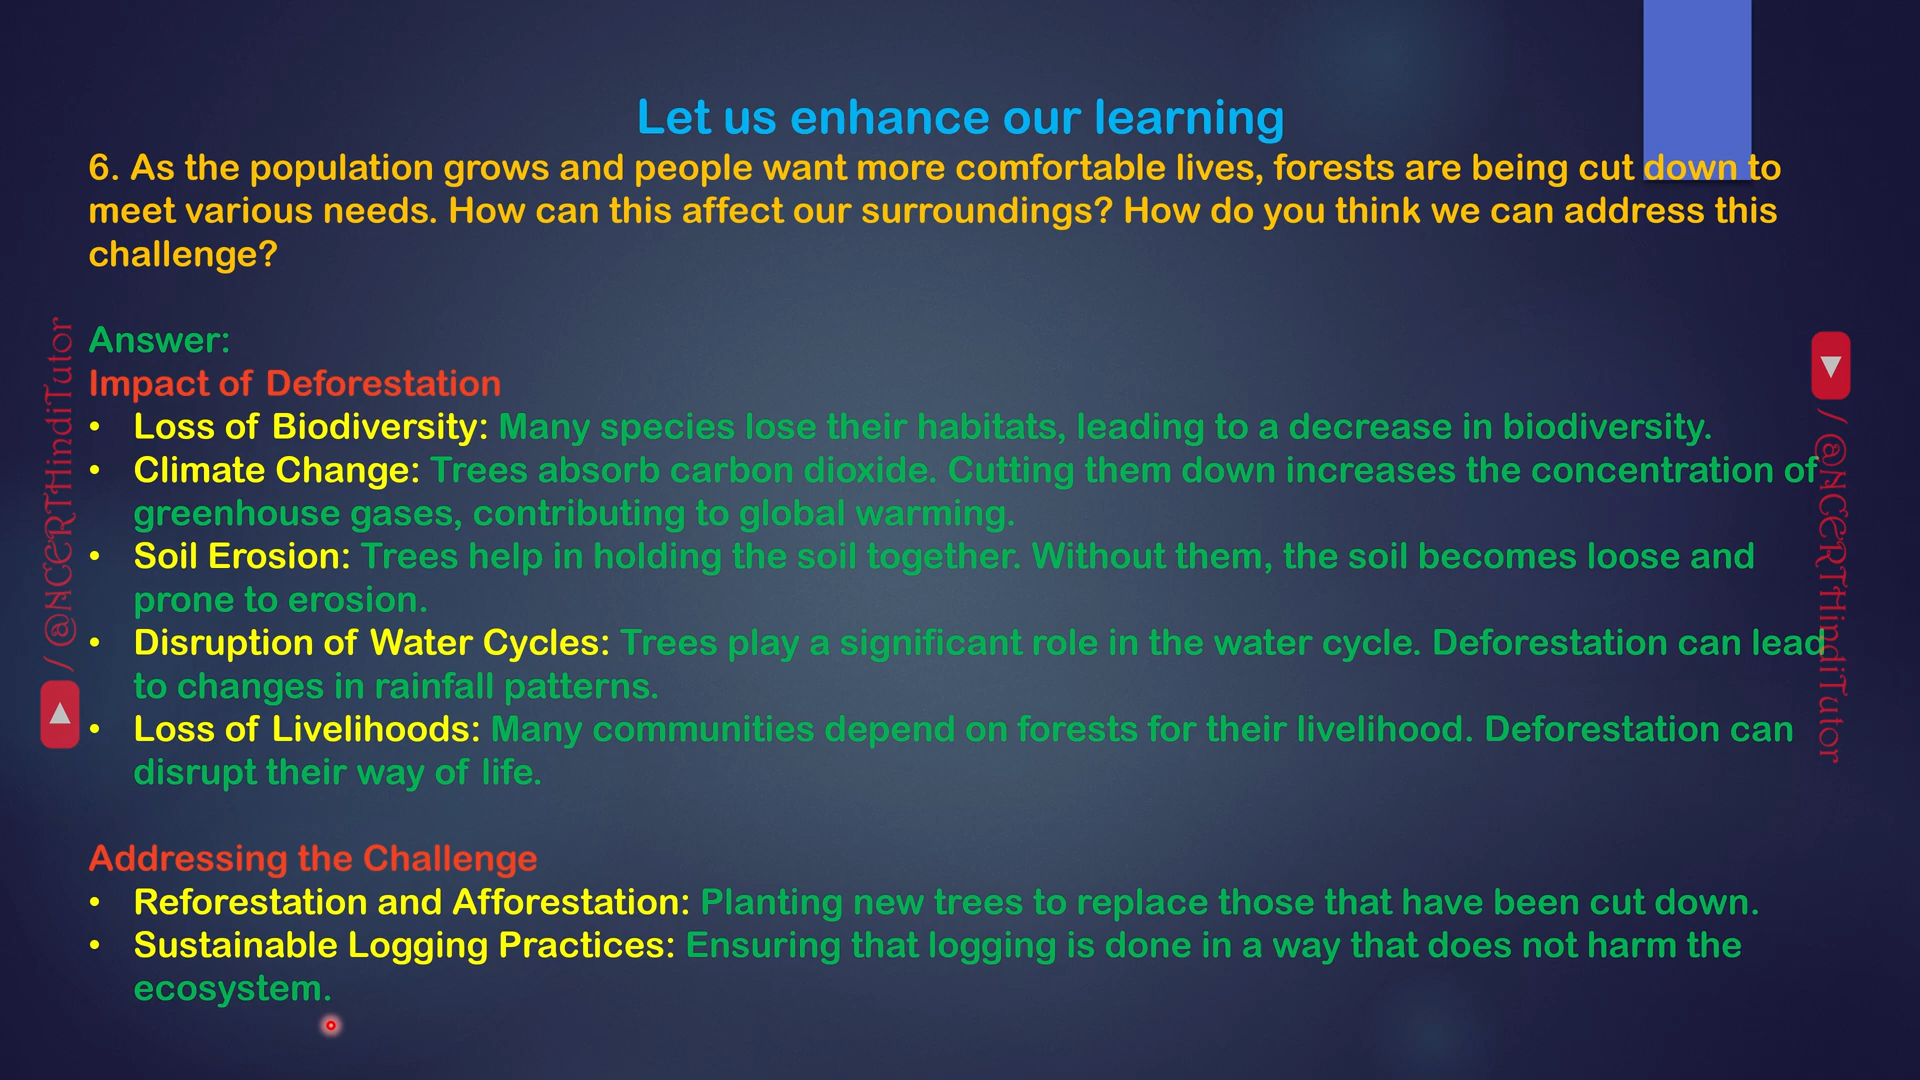 Let us enhance our learning
6. As the population grows and people want more comfortable lives, forests are being cut down to
meet various needs. How can this affect our surroundings? How do you think we can address this
challenge?
Answer:
Impact of Deforestation
• Loss of Biodiversity: Many species lose their habitats, leading to a decrease in biodiversity.
• Climate Change: Trees absorb carbon dioxide. Cutting them down increases the concentration of
greenhouse gases, contributing to global warming.
• Soil Erosion: Trees help in holding the soil together. Without them, the soil becomes loose and
prone to erosion.
• Disruption of Water Cycles: Trees play a significant role in the water cycle. Deforestation can lead
to changes in rainfall patterns.
• Loss of Livelihoods: Many communities depend on forests for their livelihood. Deforestation can
disrupt their way of life.
Addressing the Challenge
• Reforestation and Afforestation: Planting new trees to replace those that have been cut down.
• Sustainable Logging Practices: Ensuring that logging is done in a way that does not harm the
ecosystem.
/ @NCERTHindiTutor
/ @NCERTHindiTutor